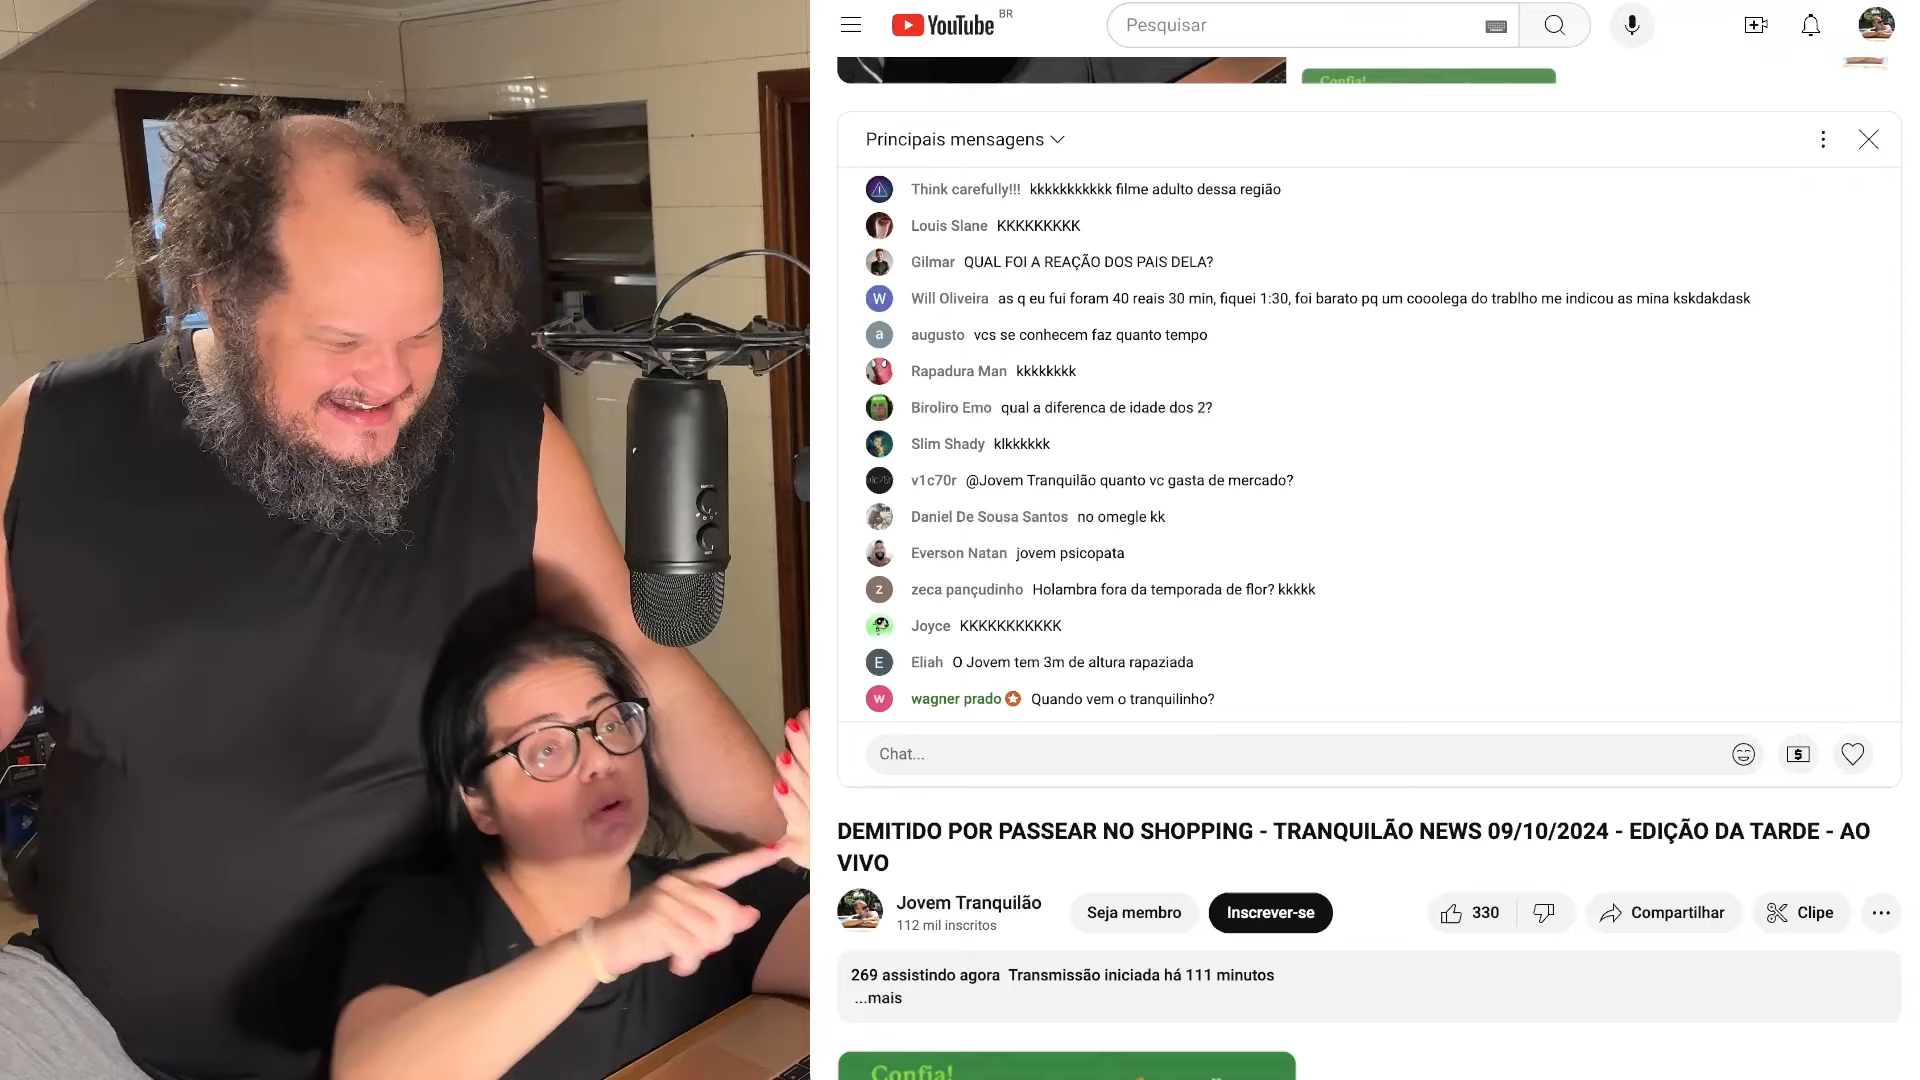 YouTube BR
Pesquisar
Confia!
Principais mensagens
Think carefully!!! kkkkkkkkkkk filme adulto dessa região
Louis Slane KKKKKKKKK
Gilmar QUAL FOI A REAÇÃO DOS PAIS DELA?
W Will Oliveira as q eu fui foram 40 reais 30 min, fiquei 1:30, foi barato pq um cooolega do trablho me indicou as mina kskdakdask
a augusto vcs se conhecem faz quanto tempo
Rapadura Man kkkkkkkk
Biroliro Emo qual a diferenca de idade dos 2?
Slim Shady klkkkkkk
v1c70r @Jovem Tranquilão quanto vc gasta de mercado?
Daniel De Sousa Santos no omegle kk
Everson Natan jovem psicopata
z zeca pançudinho Holambra fora da temporada de flor? kkkkk
Joyce KKKKKKKKKKK
E Eliah O Jovem tem 3m de altura rapaziada
w wagner prado Quando vem o tranquilinho?
Chat...
DEMITIDO POR PASSEAR NO SHOPPING - TRANQUILÃO NEWS 09/10/2024 - EDIÇÃO DA TARDE - AO
VIVO
Jovem Tranquilão
112 mil inscritos
Seja membro
Inscrever-se
330
Compartilhar
Clipe
269 assistindo agora Transmissão iniciada há 111 minutos
...mais
Confia!